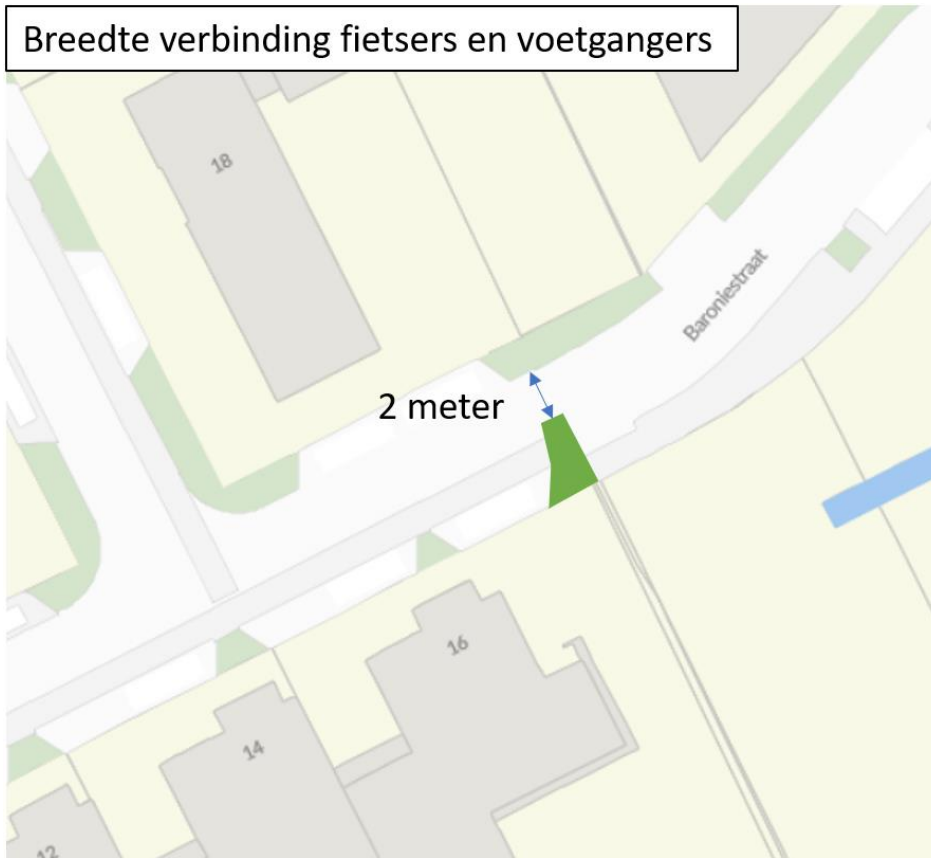 Breedte verbinding fietsers en voetgangers
18
Baroniestraat
2 meter
16
14
12